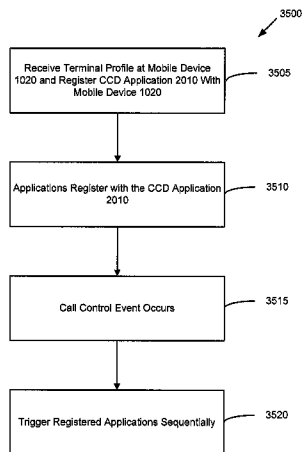 3500
Receive Terminal Profile at Mobile Device
1020 and Register CCD Application 2010 With
Mobile Device 1020
3505
Applications Register with the CCD Application
2010
3510
Call Control Event Occurs
3515
Trigger Registered Applications Sequentially
3520